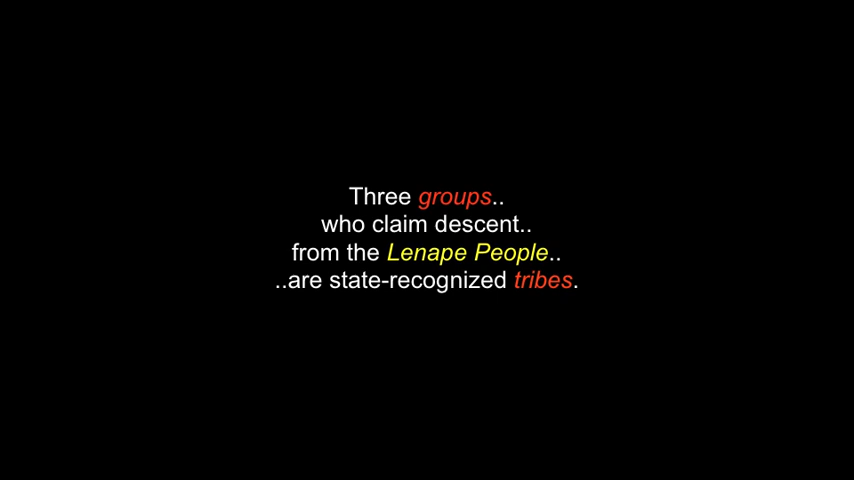 Three groups..
who claim descent..
from the Lenape People..
..are state-recognized tribes.